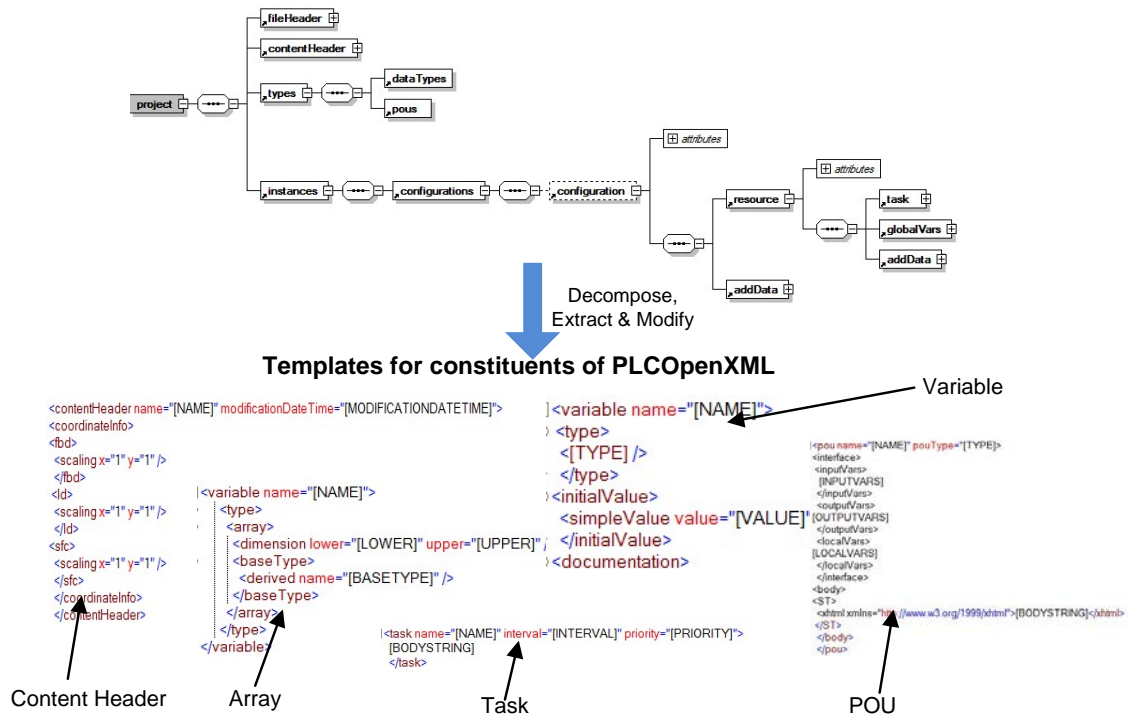 fileHeader
contentHeader
dataTypes
types
pous
project
attributes
instances
configurations
configuration
attributes
resource
task
globalVars
addData
addData
Decompose,
Extract & Modify
Templates for constituents of PLCOpenXML
Variable
<contentHeader name="[NAME]" modificationDateTime="[MODIFICATIONDATETIME]">
<coordinateInfo>
<fbd>
<scaling x="1" y="1" />
</fbd>
<ld>
<scaling x="1" y="1" />
</ld>
<sfc>
<scaling x="1" y="1" />
</sfc>
</coordinateInfo>
</contentHeader>
<variable name="[NAME]">
<type>
<array>
<dimension lower="[LOWER]" upper="[UPPER]" /
<baseType>
<derived name="[BASETYPE]" />
</baseType>
</array>
</type>
</variable>
<variable name="[NAME]">
<type>
<[TYPE] />
</type>
<initialValue>
<simpleValue value="[VALUE]"
</initialValue>
<documentation>
<task name="[NAME]" interval="[INTERVAL]" priority="[PRIORITY]">
[BODYSTRING]
</task>
<pou name="[NAME]" pouType="[TYPE]>
<interface>
<inputVars>
[INPUTVARS]
</inputVars>
<outputVars>
[OUTPUTVARS]
</outputVars>
<localVars>
[LOCALVARS]
</localVars>
</interface>
<body>
<ST>
<xhtml xmlns="http://www.w3.org/1999/xhtml">[BODYSTRING]</xhtml>
</ST>
</body>
</pou>
Content Header
Array
Task
POU